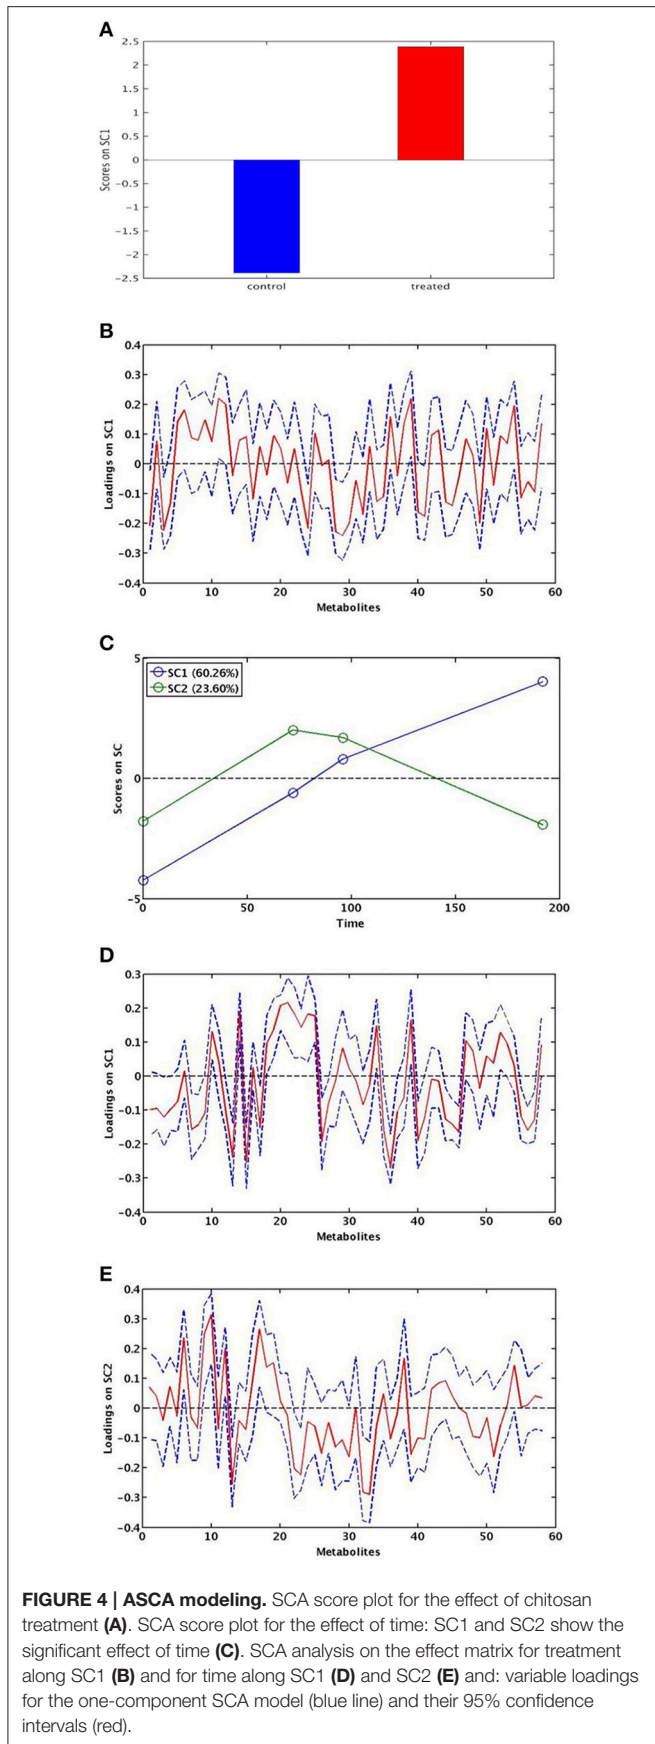 A
2.5
2
1.5
1
0.5
0
−0.5
−1
−1.5
−2
−2.5
Scores on SC1
control treated
B
0.4
0.3
0.2
0.1
0
−0.1
−0.2
−0.3
−0.4
Loadings on SC1
0 10 20 30 40 50 60
Metabolites
C
5
0
−5
Scores on SC
SC1 (60.26%)
SC2 (23.60%)
0 50 100 150 200
Time
D
0.3
0.2
0.1
0
−0.1
−0.2
−0.3
−0.4
Loadings on SC1
0 10 20 30 40 50 60
Metabolites
E
0.4
0.3
0.2
0.1
0
−0.1
−0.2
−0.3
−0.4
Loadings on SC2
0 10 20 30 40 50 60
Metabolites
FIGURE 4 | ASCA modeling. SCA score plot for the effect of chitosan
treatment (A). SCA score plot for the effect of time: SC1 and SC2 show the
significant effect of time (C). SCA analysis on the effect matrix for treatment
along SC1 (B) and for time along SC1 (D) and SC2 (E) and: variable loadings
for the one-component SCA model (blue line) and their 95% confidence
intervals (red).